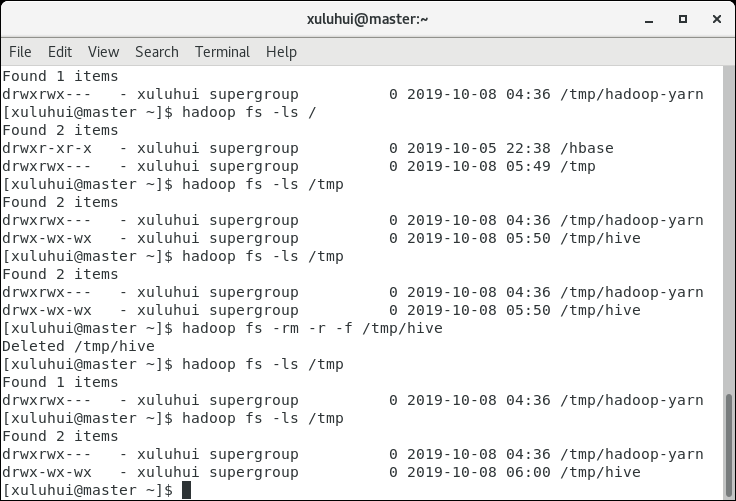 xuluhui@master:~
File Edit View Search Terminal Help
Found 1 items
drwxrwx---   - xuluhui supergroup          0 2019-10-08 04:36 /tmp/hadoop-yarn
[xuluhui@master ~]$ hadoop fs -ls /
Found 2 items
drwxr-xr-x   - xuluhui supergroup          0 2019-10-05 22:38 /hbase
drwxrwx---   - xuluhui supergroup          0 2019-10-08 05:49 /tmp
[xuluhui@master ~]$ hadoop fs -ls /tmp
Found 2 items
drwxrwx---   - xuluhui supergroup          0 2019-10-08 04:36 /tmp/hadoop-yarn
drwx-wx-wx   - xuluhui supergroup          0 2019-10-08 05:50 /tmp/hive
[xuluhui@master ~]$ hadoop fs -ls /tmp
Found 2 items
drwxrwx---   - xuluhui supergroup          0 2019-10-08 04:36 /tmp/hadoop-yarn
drwx-wx-wx   - xuluhui supergroup          0 2019-10-08 05:50 /tmp/hive
[xuluhui@master ~]$ hadoop fs -rm -r -f /tmp/hive
Deleted /tmp/hive
[xuluhui@master ~]$ hadoop fs -ls /tmp
Found 1 items
drwxrwx---   - xuluhui supergroup          0 2019-10-08 04:36 /tmp/hadoop-yarn
[xuluhui@master ~]$ hadoop fs -ls /tmp
Found 2 items
drwxrwx---   - xuluhui supergroup          0 2019-10-08 04:36 /tmp/hadoop-yarn
drwx-wx-wx   - xuluhui supergroup          0 2019-10-08 06:00 /tmp/hive
[xuluhui@master ~]$